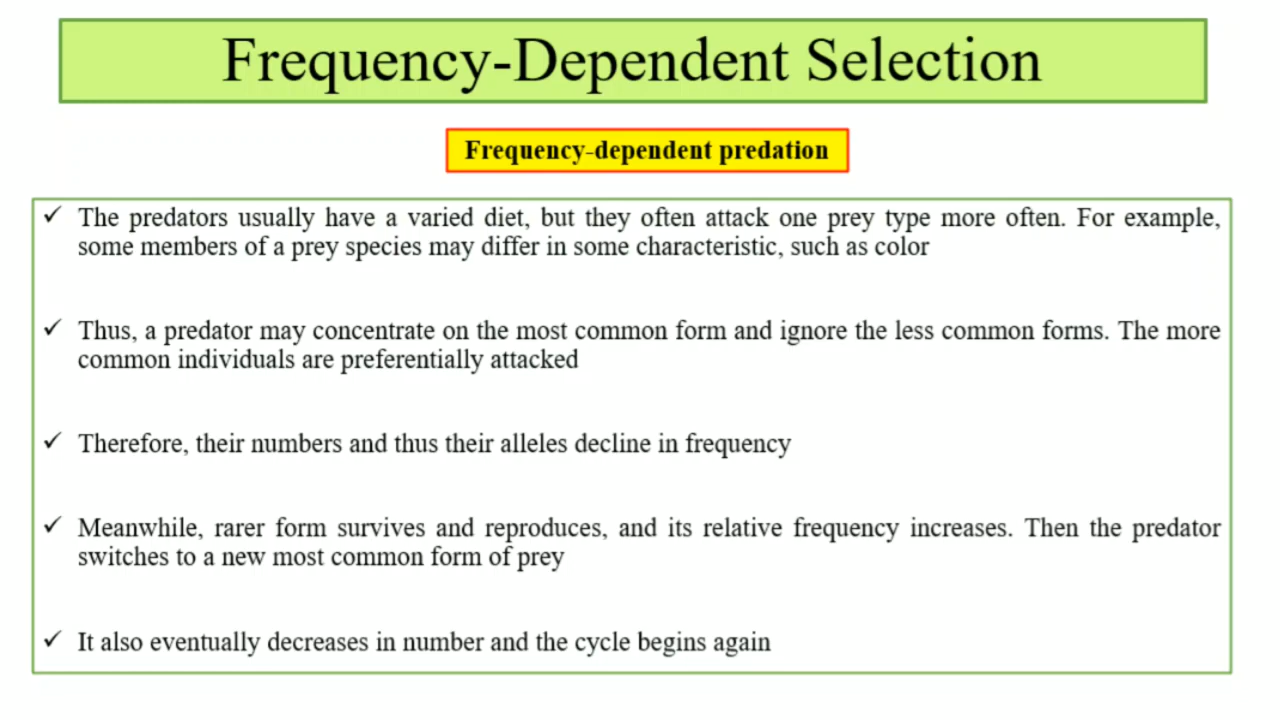 Frequency-Dependent Selection
Frequency-dependent predation
✓ The predators usually have a varied diet, but they often attack one prey type more often. For example,
some members of a prey species may differ in some characteristic, such as color
✓ Thus, a predator may concentrate on the most common form and ignore the less common forms. The more
common individuals are preferentially attacked
✓ Therefore, their numbers and thus their alleles decline in frequency
✓ Meanwhile, rarer form survives and reproduces, and its relative frequency increases. Then the predator
switches to a new most common form of prey
✓ It also eventually decreases in number and the cycle begins again